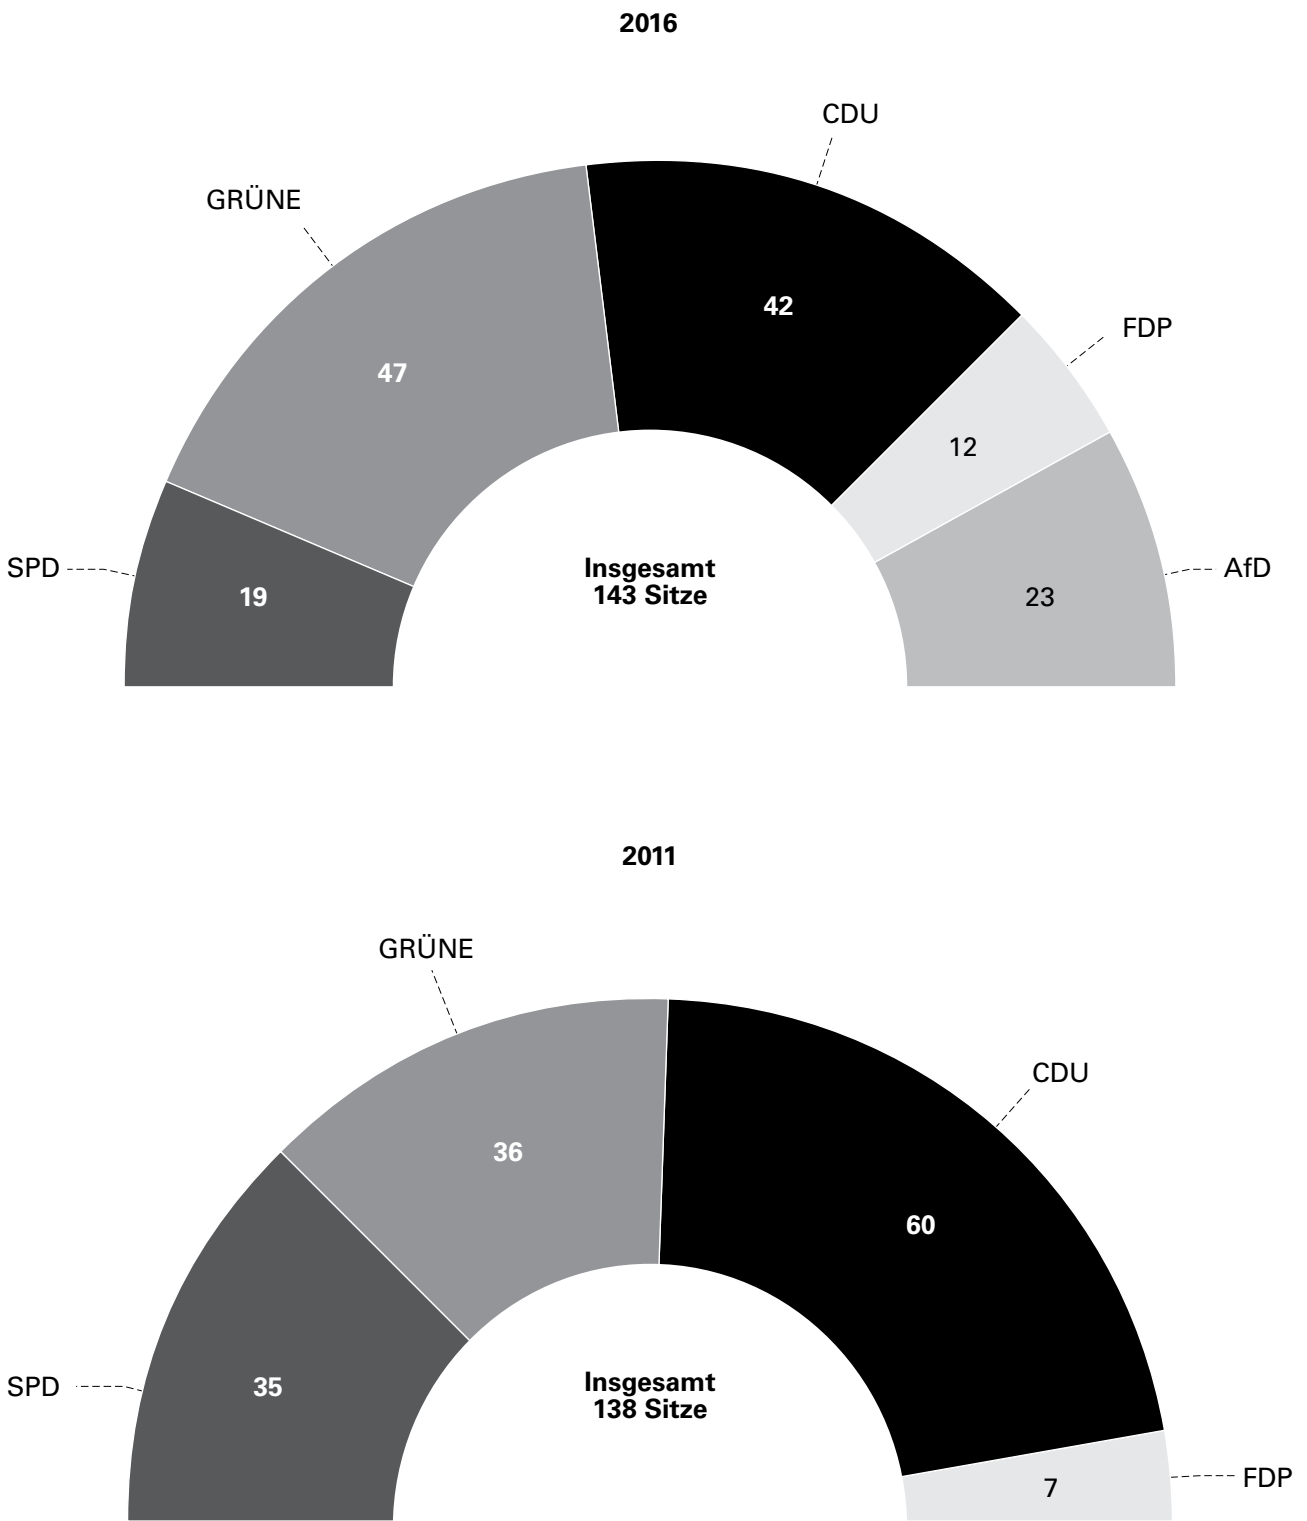 2016
CDU
GRÜNE
FDP
42
47
12
SPD
Insgesamt
AfD
143 Sitze
19
23
2011
GRÜNE
CDU
36
60
SPD
35
Insgesamt
138 Sitze
FDP
7